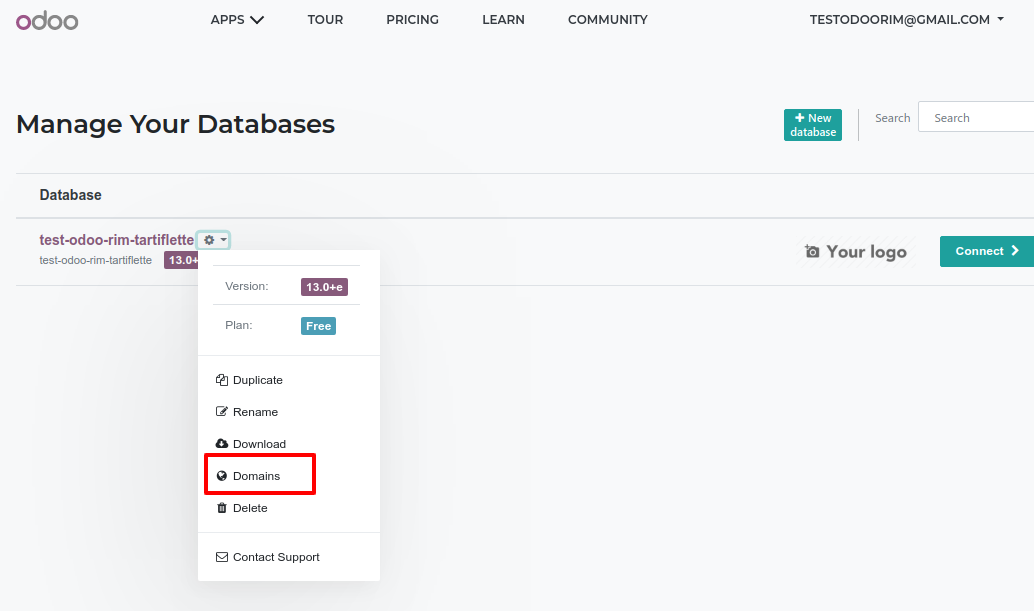 odoo APPS TOUR PRICING LEARN COMMUNITY TESTODOORIM@GMAIL.COM
Manage Your Databases
New
database
Search Search
Database
test-odoo-rim-tartiflette
test-odoo-rim-tartiflette 13.0+
Your logo Connect
Version: 13.0+e
Plan: Free
Duplicate
Rename
Download
Domains
Delete
Contact Support